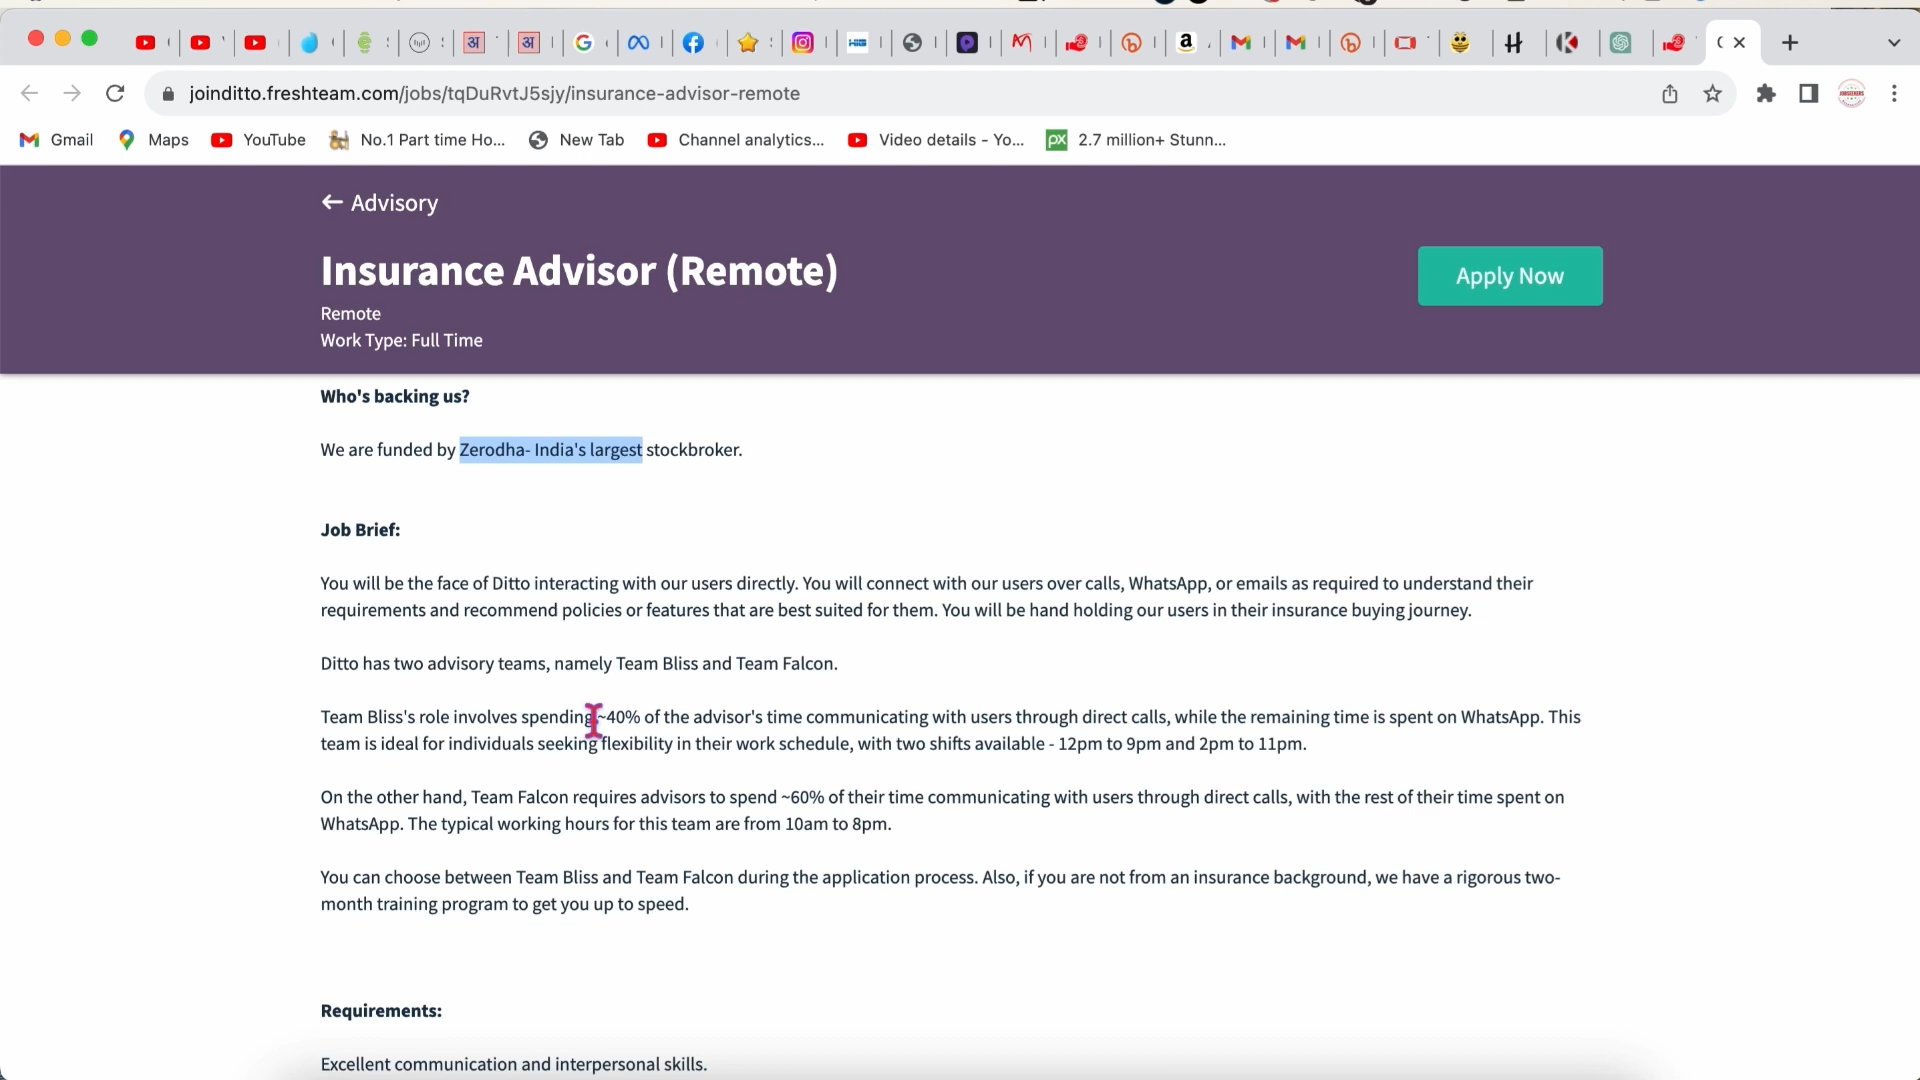 joinditto.freshteam.com/jobs/tqDuRvtJ5sjy/insurance-advisor-remote
Gmail
Maps
YouTube
No.1 Part time Ho...
New Tab
Channel analytics...
Video details - Yo...
2.7 million+ Stunn...
← Advisory
Insurance Advisor (Remote)
Apply Now
Remote
Work Type: Full Time
Who's backing us?
We are funded by Zerodha- India's largest stockbroker.
Job Brief:
You will be the face of Ditto interacting with our users directly. You will connect with our users over calls, WhatsApp, or emails as required to understand their
requirements and recommend policies or features that are best suited for them. You will be hand holding our users in their insurance buying journey.
Ditto has two advisory teams, namely Team Bliss and Team Falcon.
Team Bliss's role involves spending ~40% of the advisor's time communicating with users through direct calls, while the remaining time is spent on WhatsApp. This
team is ideal for individuals seeking flexibility in their work schedule, with two shifts available - 12pm to 9pm and 2pm to 11pm.
On the other hand, Team Falcon requires advisors to spend ~60% of their time communicating with users through direct calls, with the rest of their time spent on
WhatsApp. The typical working hours for this team are from 10am to 8pm.
You can choose between Team Bliss and Team Falcon during the application process. Also, if you are not from an insurance background, we have a rigorous two-
month training program to get you up to speed.
Requirements:
Excellent communication and interpersonal skills.